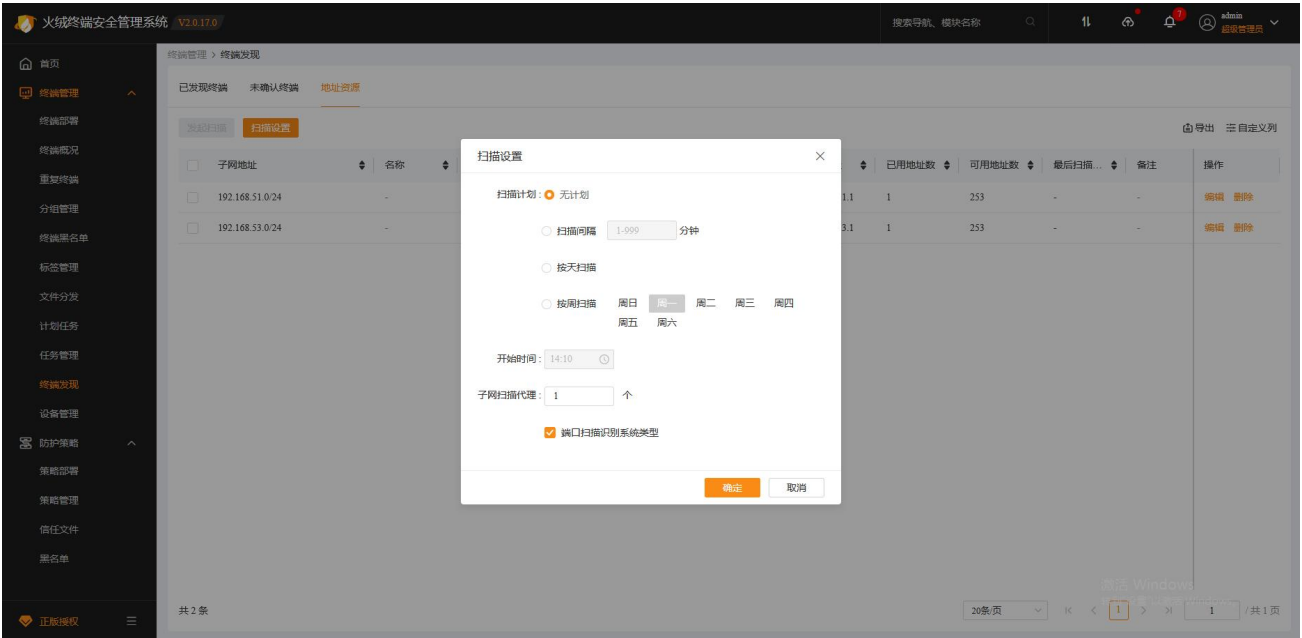 火绒终端安全管理系统 V2.0.17.0
搜索导航、模块名称
7
admin
超级管理员
首页
终端管理
终端部署
终端概况
重复终端
分组管理
终端黑名单
标签管理
文件分发
计划任务
任务管理
终端发现
设备管理
防护策略
策略部署
策略管理
信任文件
黑名单
正版授权
终端管理 > 终端发现
已发现终端 未确认终端 地址资源
发起扫描 扫描设置
导出 自定义列
子网地址 名称 已用地址数 可用地址数 最后扫描... 备注 操作
192.168.51.0/24 - 1.1 1 253 - - 编辑 删除
192.168.53.0/24 - 3.1 1 253 - - 编辑 删除
扫描设置
扫描计划 : 无计划
扫描间隔 1-999 分钟
按天扫描
按周扫描 周日 周一 周二 周三 周四
周五 周六
开始时间 : 14:10
子网扫描代理 : 1 个
端口扫描识别系统类型
确定 取消
激活 Windows
共 2 条
20条/页 1 1 / 共 1 页